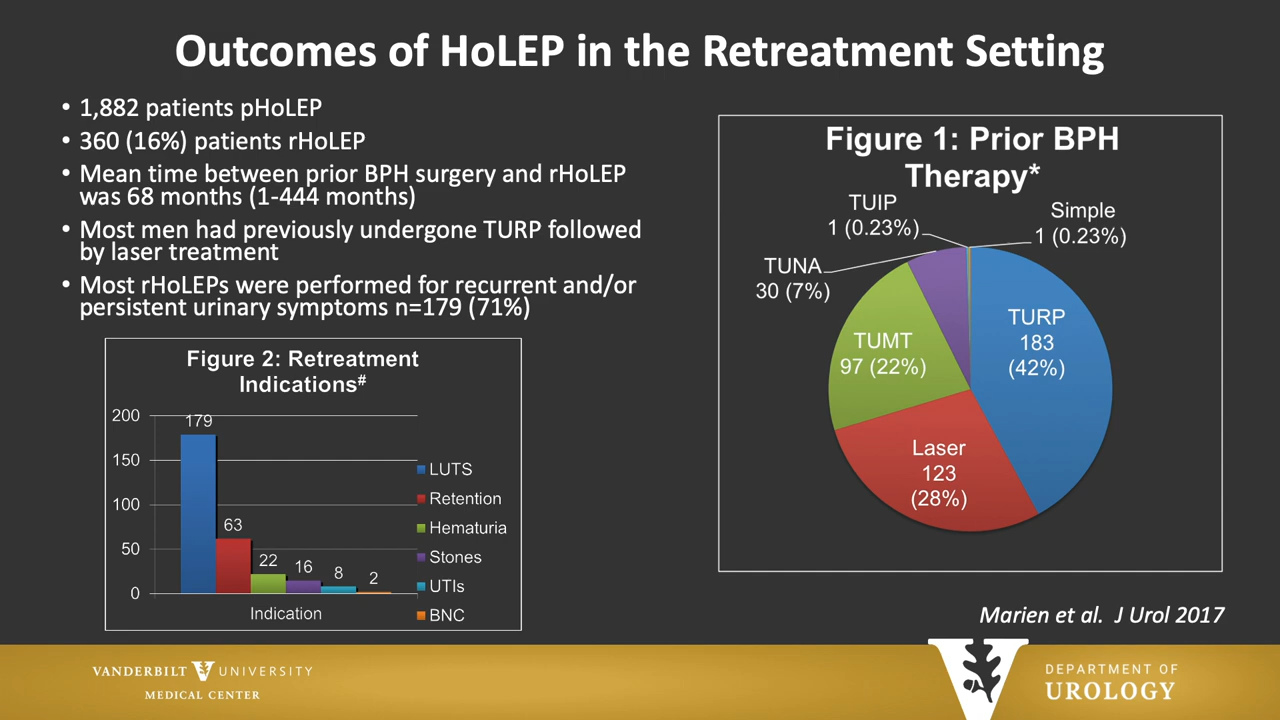 Outcomes of HoLEP in the Retreatment Setting
• 1,882 patients pHoLEP
• 360 (16%) patients rHoLEP
• Mean time between prior BPH surgery and rHoLEP
was 68 months (1-444 months)
• Most men had previously undergone TURP followed
by laser treatment
• Most rHoLEPs were performed for recurrent and/or
persistent urinary symptoms n=179 (71%)
Figure 2: Retreatment
Indications#
200
150
100
50
0
179
63
22
16
8
2
Indication
LUTS
Retention
Hematuria
Stones
UTIs
BNC
Figure 1: Prior BPH
Therapy*
TUIP
1 (0.23%)
Simple
1 (0.23%)
TUNA
30 (7%)
TURP
183
(42%)
TUMT
97 (22%)
Laser
123
(28%)
Marien et al. J Urol 2017
VANDERBILT V UNIVERSITY
MEDICAL CENTER
V
DEPARTMENT OF
UROLOGY